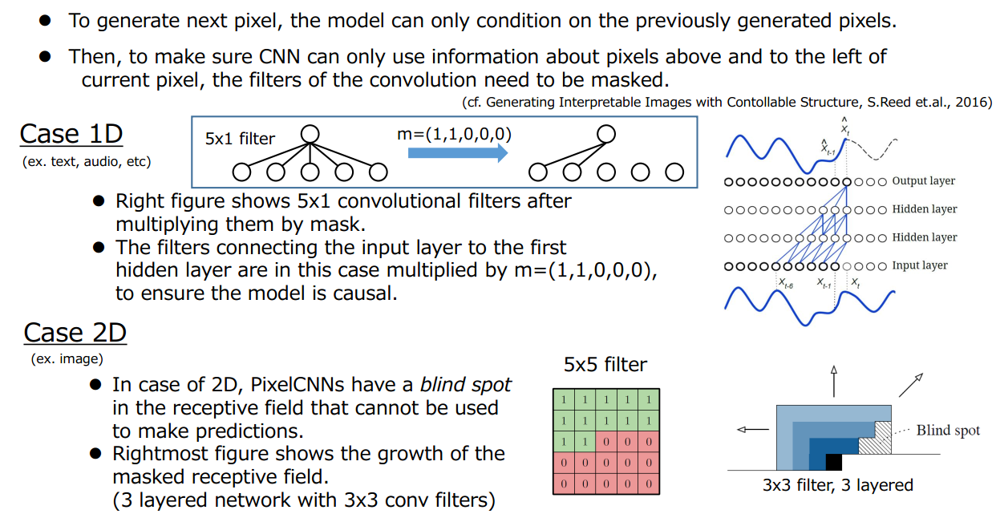 ● To generate next pixel, the model can only condition on the previously generated pixels.
● Then, to make sure CNN can only use information about pixels above and to the left of
current pixel, the filters of the convolution need to be masked.
(cf. Generating Interpretable Images with Contollable Structure, S.Reed et.al., 2016)
Case 1D
(ex. text, audio, etc)
5x1 filter
m=(1,1,0,0,0)
● Right figure shows 5x1 convolutional filters after
multiplying them by mask.
● The filters connecting the input layer to the first
hidden layer are in this case multiplied by m=(1,1,0,0,0),
to ensure the model is causal.
x̂t
x̂t-1
Output layer
Hidden layer
Hidden layer
Input layer
xt-6 xt-1 xt
Case 2D
(ex. image)
● In case of 2D, PixelCNNs have a blind spot
in the receptive field that cannot be used
to make predictions.
● Rightmost figure shows the growth of the
masked receptive field.
(3 layered network with 3x3 conv filters)
5x5 filter
1 1 1 1 1
1 1 1 1 1
1 1 0 0 0
0 0 0 0 0
0 0 0 0 0
Blind spot
3x3 filter, 3 layered